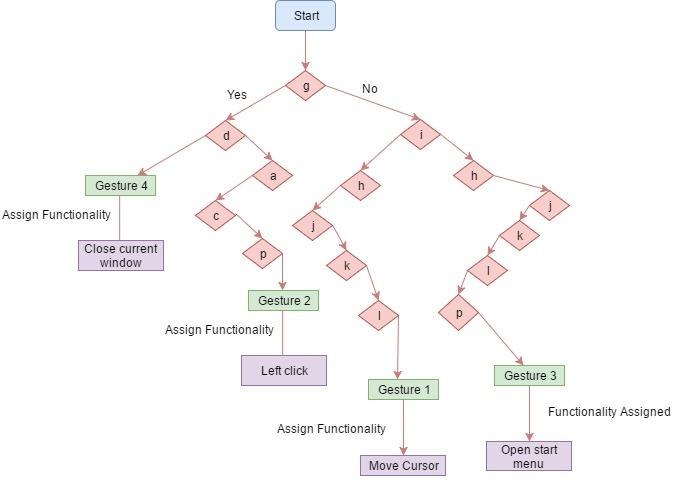 Start
g
Yes
No
d
i
a
h
h
Gesture 4
j
c
j
Assign Functionality
k
p
k
l
Close current
window
Gesture 2
l
p
Assign Functionality
Left click
Gesture 1
Gesture 3
Functionality Assigned
Assign Functionality
Move Cursor
Open start
menu